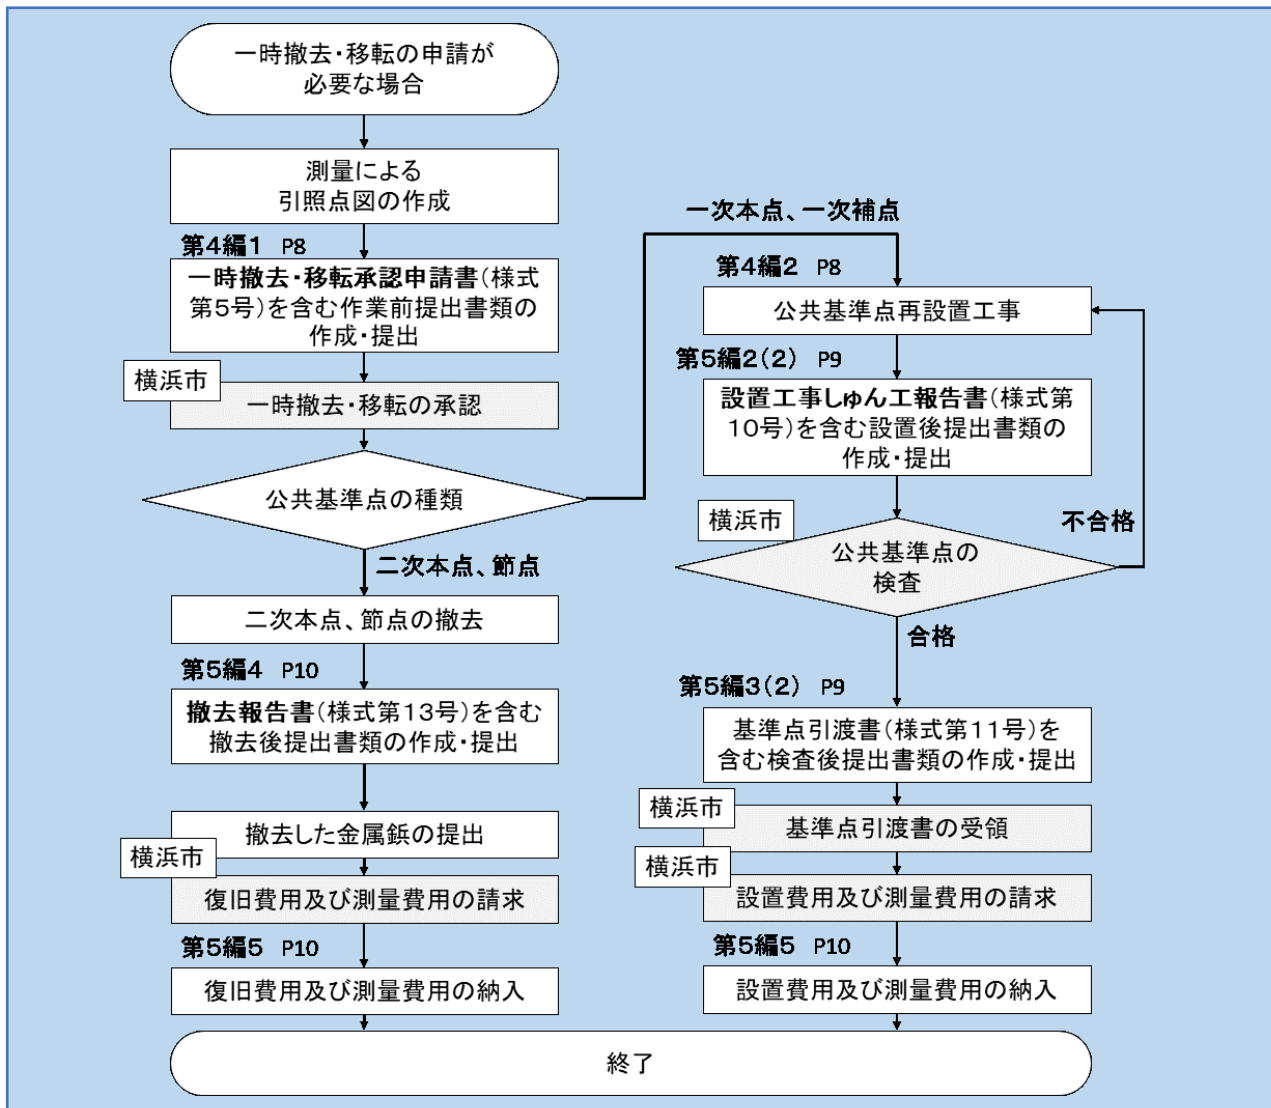 一時撤去・移転の申請が
必要な場合
測量による
引照点図の作成
第4編1 P8
一時撤去・移転承認申請書(様式
第5号)を含む作業前提出書類の
作成・提出
横浜市
一時撤去・移転の承認
公共基準点の種類
二次本点、節点
二次本点、節点の撤去
第5編4 P10
撤去報告書(様式第13号)を含む
撤去後提出書類の作成・提出
撤去した金属鋲の提出
横浜市
復旧費用及び測量費用の請求
第5編5 P10
復旧費用及び測量費用の納入
一次本点、一次補点
第4編2 P8
公共基準点再設置工事
第5編2(2) P9
設置工事しゅん工報告書(様式第
10号)を含む設置後提出書類の
作成・提出
横浜市
公共基準点の
検査
不合格
合格
第5編3(2) P9
基準点引渡書(様式第11号)を
含む検査後提出書類の作成・提出
横浜市
基準点引渡書の受領
横浜市
設置費用及び測量費用の請求
第5編5 P10
設置費用及び測量費用の納入
終了